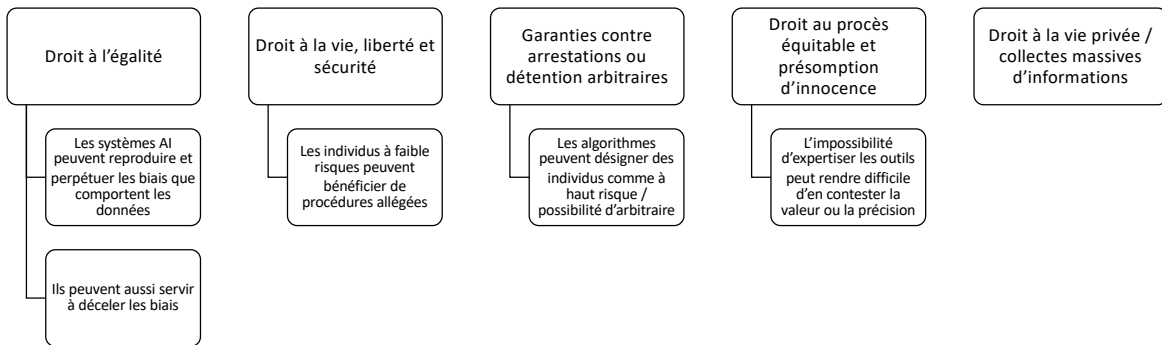 Droit à l’égalité
Les systèmes AI
peuvent reproduire et
perpétuer les biais que
comportent les
données
Ils peuvent aussi servir
à déceler les biais
Droit à la vie, liberté et
sécurité
Les individus à faible
risques peuvent
bénéficier de
procédures allégées
Garanties contre
arrestations ou
détention arbitraires
Les algorithmes
peuvent désigner des
individus comme à
haut risque /
possibilité d’arbitraire
Droit au procès
équitable et
présomption
d’innocence
L’impossibilité
d’expertiser les outils
peut rendre difficile
d’en contester la
valeur ou la précision
Droit à la vie privée /
collectes massives
d’informations